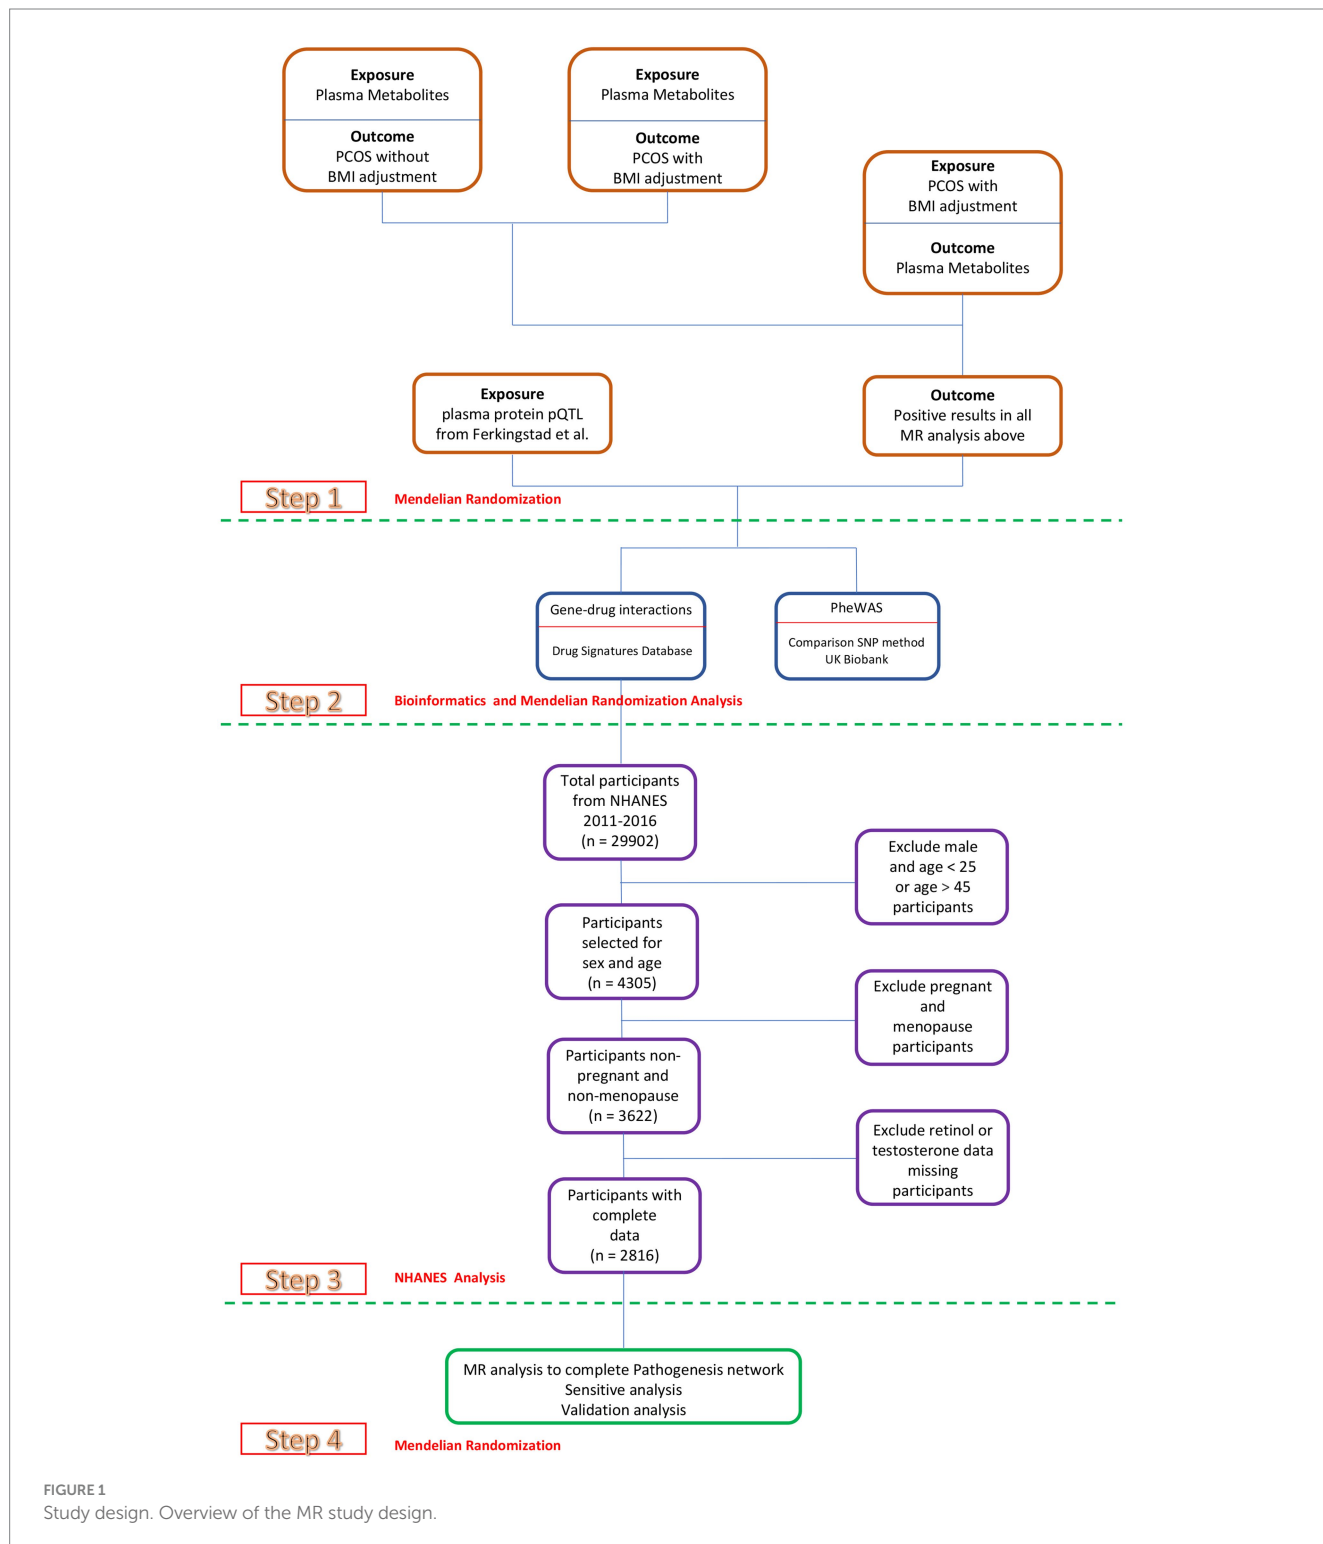 Exposure
Plasma Metabolites
Outcome
PCOS without
BMI adjustment
Exposure
Plasma Metabolites
Outcome
PCOS with
BMI adjustment
Exposure
PCOS with
BMI adjustment
Outcome
Plasma Metabolites
Exposure
plasma protein pQTL
from Ferkingstad et al.
Outcome
Positive results in all
MR analysis above
Step 1
Mendelian Randomization
Gene-drug interactions
Drug Signatures Database
PheWAS
Comparison SNP method
UK Biobank
Step 2
Bioinformatics and Mendelian Randomization Analysis
Total participants
from NHANES
2011-2016
(n = 29902)
Exclude male
and age < 25
or age > 45
participants
Participants
selected for
sex and age
(n = 4305)
Exclude pregnant
and
menopause
participants
Participants non-
pregnant and
non-menopause
(n = 3622)
Exclude retinol or
testosterone data
missing
participants
Participants with
complete
data
(n = 2816)
Step 3
NHANES Analysis
MR analysis to complete Pathogenesis network
Sensitive analysis
Validation analysis
Step 4
Mendelian Randomization
FIGURE 1
Study design. Overview of the MR study design.